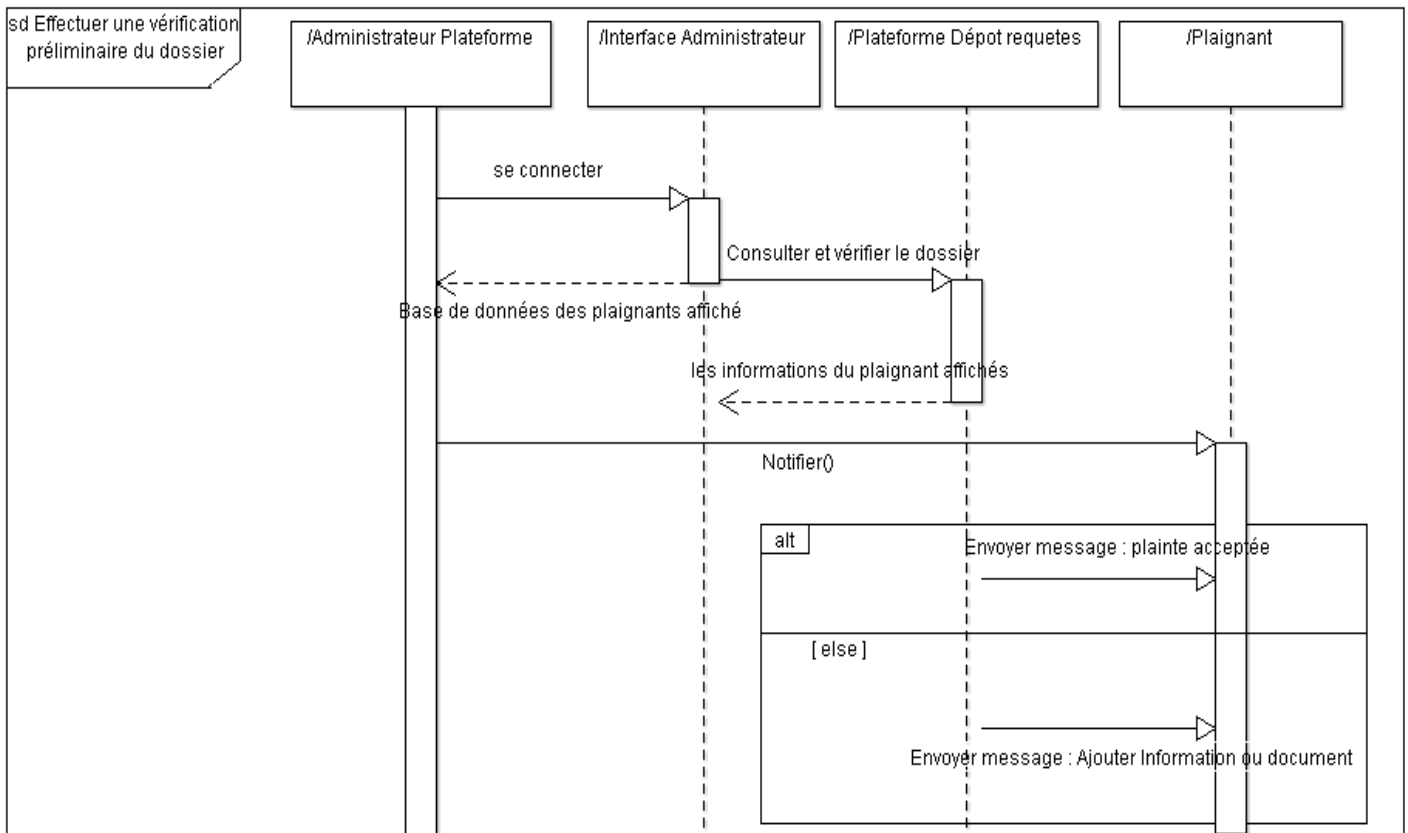 sd Effectuer une vérification
préliminaire du dossier
/Administrateur Plateforme
/Interface Administrateur
/Plateforme Dépot requetes
/Plaignant
se connecter
Consulter et vérifier le dossier
Base de données des plaignants affiché
les informations du plaignant affichés
Notifier()
alt
Envoyer message : plainte acceptée
[ else ]
Envoyer message : Ajouter Information ou document